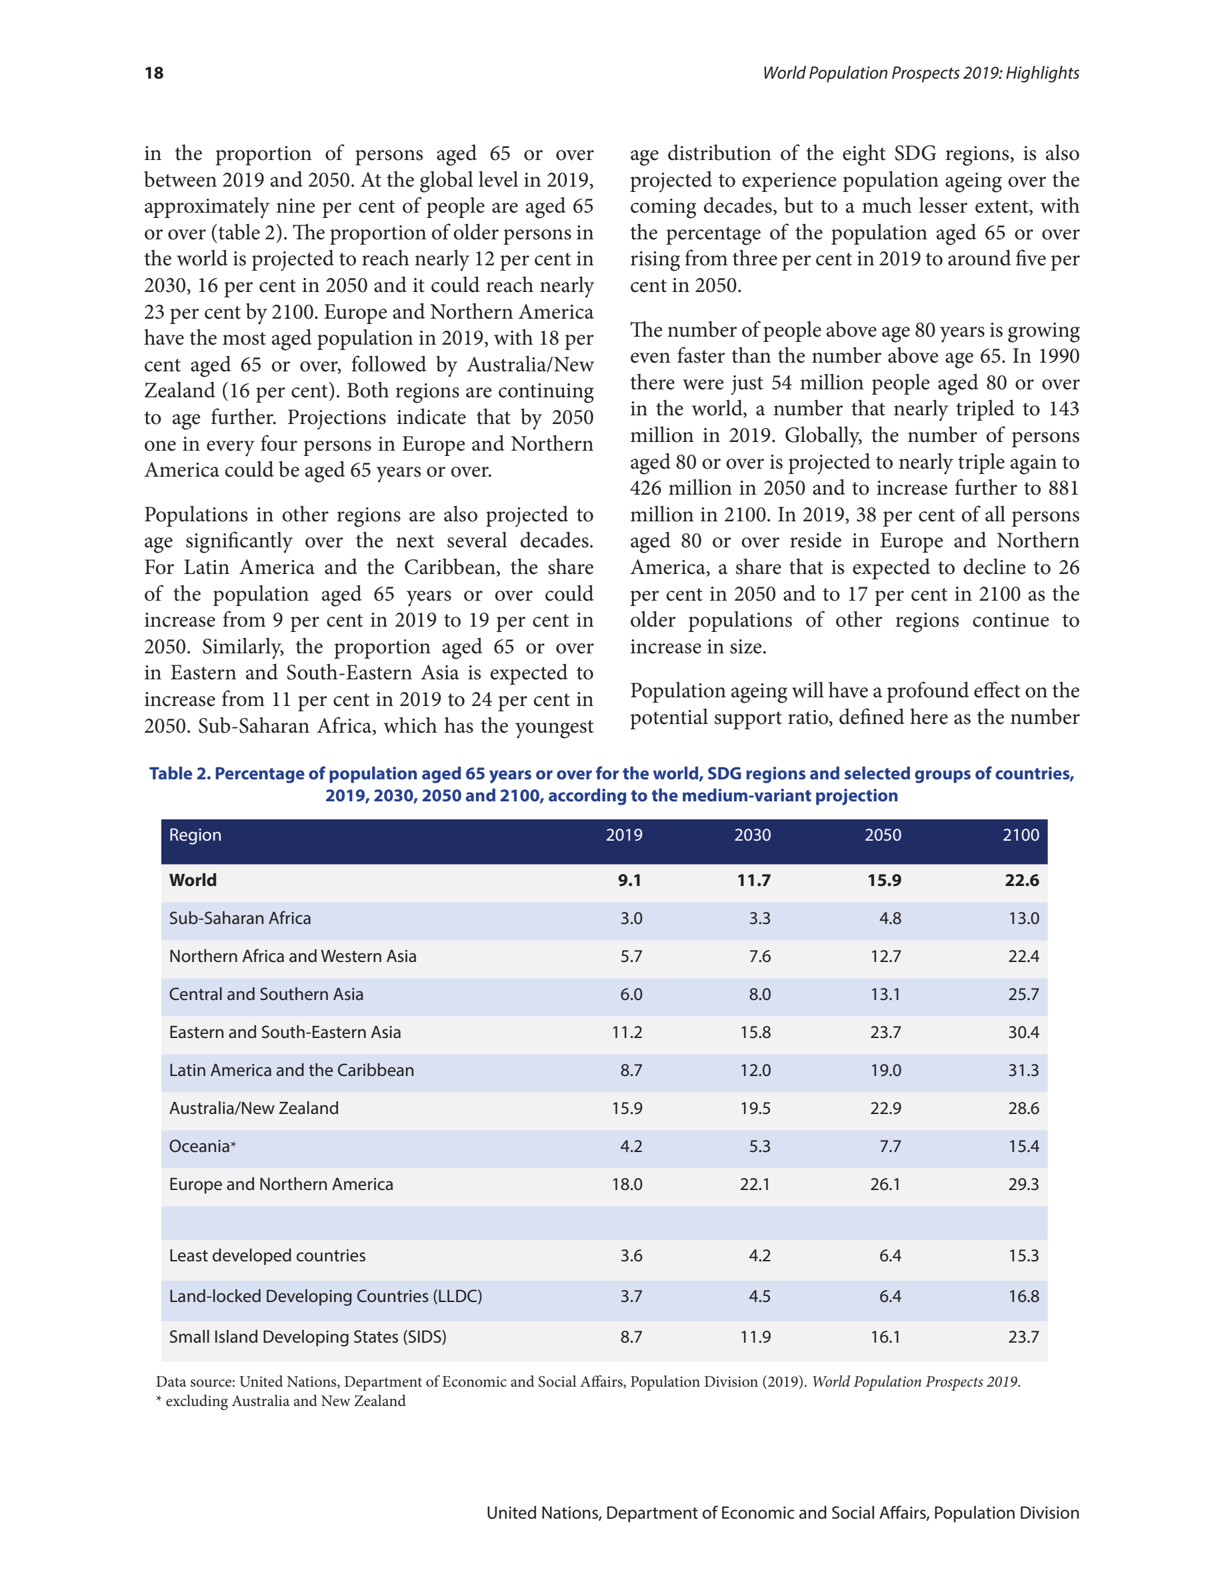 18
World Population Prospects 2019: Highlights
in the proportion of persons aged 65 or over
between 2019 and 2050. At the global level in 2019,
approximately nine per cent of people are aged 65
or over (table 2). The proportion of older persons in
the world is projected to reach nearly 12 per cent in
2030, 16 per cent in 2050 and it could reach nearly
23 per cent by 2100. Europe and Northern America
have the most aged population in 2019, with 18 per
cent aged 65 or over, followed by Australia/New
Zealand (16 per cent). Both regions are continuing
to age further. Projections indicate that by 2050
one in every four persons in Europe and Northern
America could be aged 65 years or over.
Populations in other regions are also projected to
age significantly over the next several decades.
For Latin America and the Caribbean, the share
of the population aged 65 years or over could
increase from 9 per cent in 2019 to 19 per cent in
2050. Similarly, the proportion aged 65 or over
in Eastern and South-Eastern Asia is expected to
increase from 11 per cent in 2019 to 24 per cent in
2050. Sub-Saharan Africa, which has the youngest
age distribution of the eight SDG regions, is also
projected to experience population ageing over the
coming decades, but to a much lesser extent, with
the percentage of the population aged 65 or over
rising from three per cent in 2019 to around five per
cent in 2050.
The number of people above age 80 years is growing
even faster than the number above age 65. In 1990
there were just 54 million people aged 80 or over
in the world, a number that nearly tripled to 143
million in 2019. Globally, the number of persons
aged 80 or over is projected to nearly triple again to
426 million in 2050 and to increase further to 881
million in 2100. In 2019, 38 per cent of all persons
aged 80 or over reside in Europe and Northern
America, a share that is expected to decline to 26
per cent in 2050 and to 17 per cent in 2100 as the
older populations of other regions continue to
increase in size.
Population ageing will have a profound effect on the
potential support ratio, defined here as the number
Table 2. Percentage of population aged 65 years or over for the world, SDG regions and selected groups of countries,
2019, 2030, 2050 and 2100, according to the medium-variant projection
Region 2019 2030 2050 2100
World 9.1 11.7 15.9 22.6
Sub-Saharan Africa 3.0 3.3 4.8 13.0
Northern Africa and Western Asia 5.7 7.6 12.7 22.4
Central and Southern Asia 6.0 8.0 13.1 25.7
Eastern and South-Eastern Asia 11.2 15.8 23.7 30.4
Latin America and the Caribbean 8.7 12.0 19.0 31.3
Australia/New Zealand 15.9 19.5 22.9 28.6
Oceania* 4.2 5.3 7.7 15.4
Europe and Northern America 18.0 22.1 26.1 29.3
Least developed countries 3.6 4.2 6.4 15.3
Land-locked Developing Countries (LLDC) 3.7 4.5 6.4 16.8
Small Island Developing States (SIDS) 8.7 11.9 16.1 23.7
Data source: United Nations, Department of Economic and Social Affairs, Population Division (2019). World Population Prospects 2019.
* excluding Australia and New Zealand
United Nations, Department of Economic and Social Affairs, Population Division